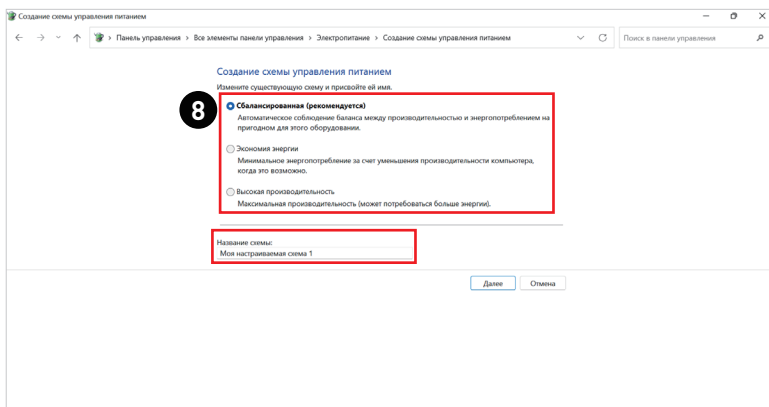 Создание схемы управления питанием
Панель управления › Все элементы панели управления › Электропитание › Создание схемы управления питанием
Поиск в панели управления
Создание схемы управления питанием
Измените существующую схему и присвойте ей имя.
8
Сбалансированная (рекомендуется)
Автоматическое соблюдение баланса между производительностью и энергопотреблением на
пригодном для этого оборудовании.
Экономия энергии
Минимальное энергопотребление за счет уменьшения производительности компьютера,
когда это возможно.
Высокая производительность
Максимальная производительность (может потребоваться больше энергии).
Название схемы:
Моя настраиваемая схема 1
Далее
Отмена